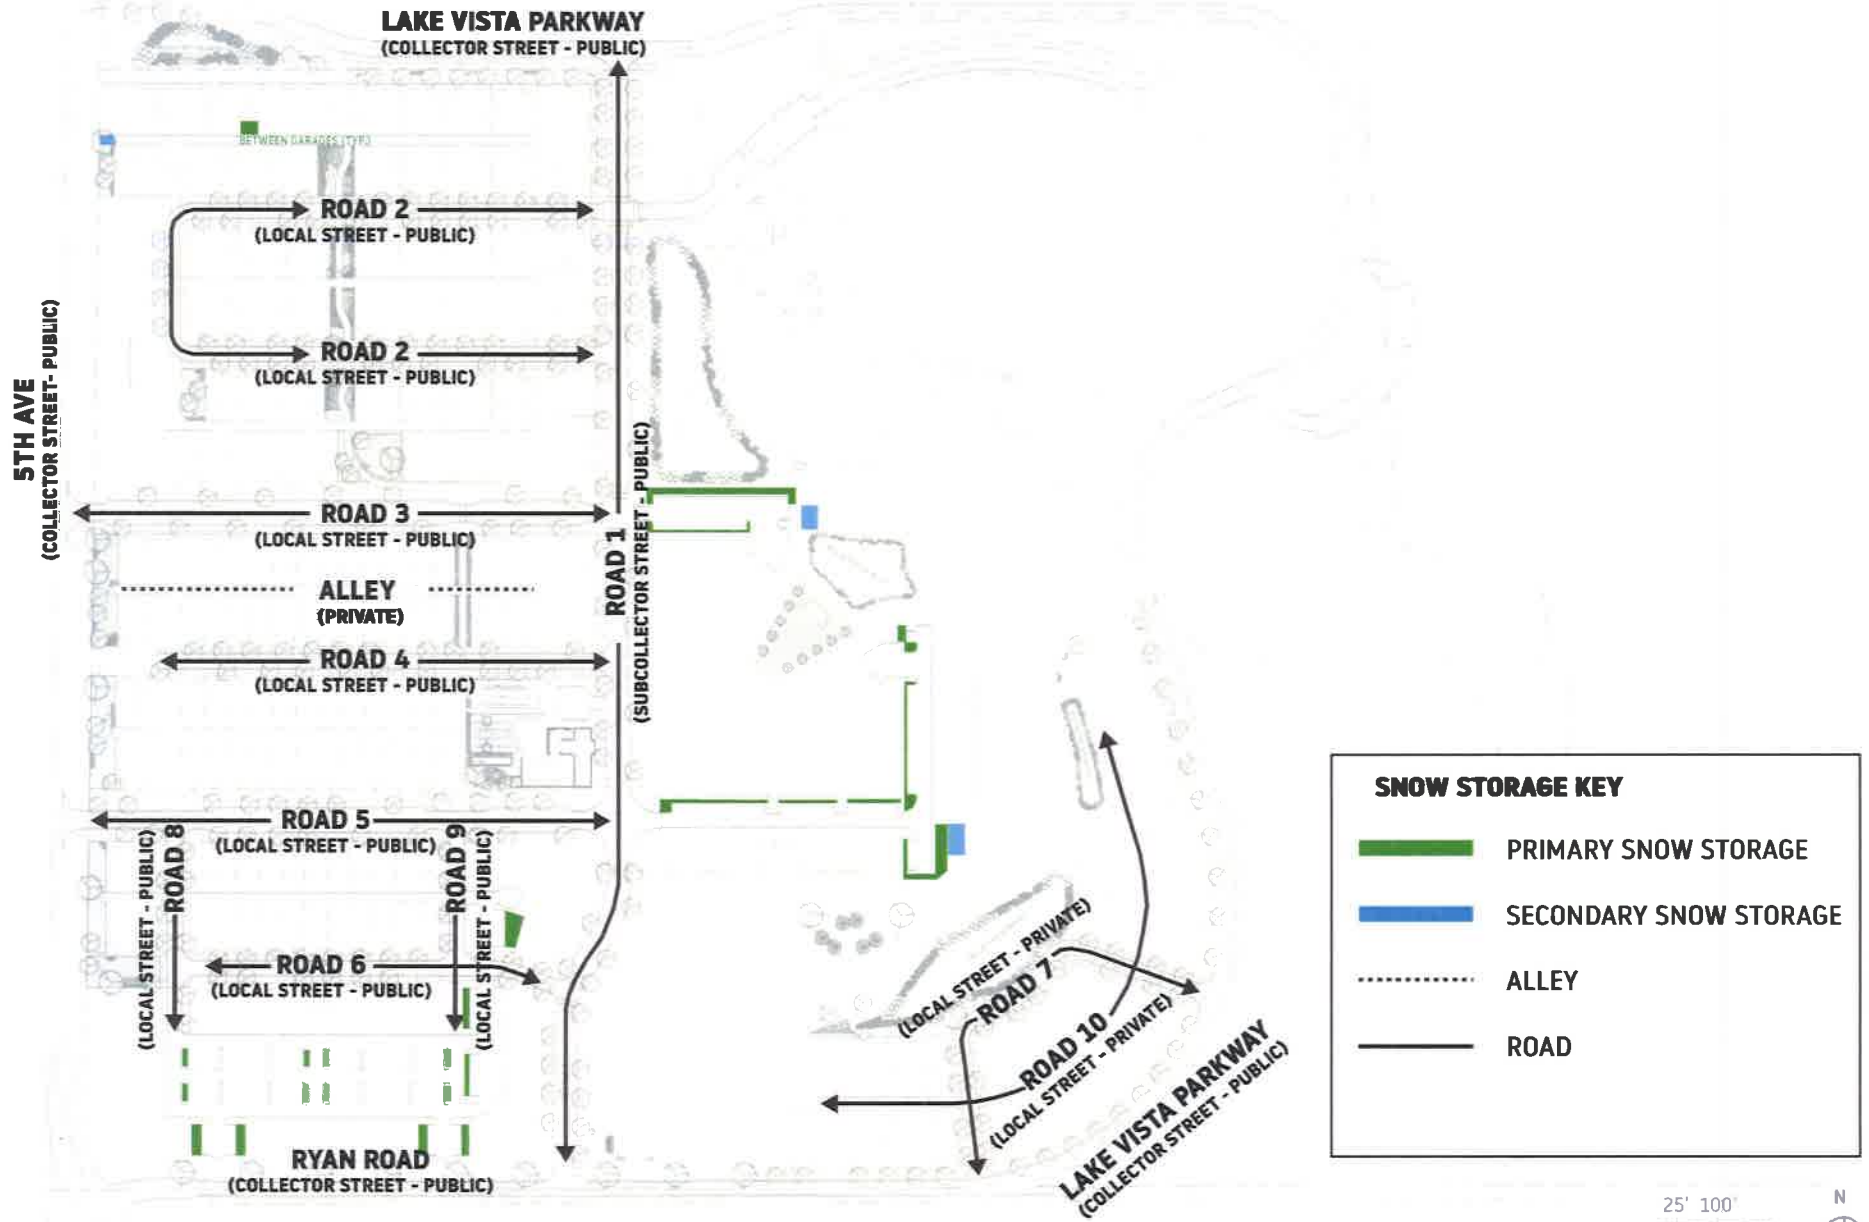 LAKE VISTA PARKWAY
(COLLECTOR STREET - PUBLIC)
BETWEEN GARAGES (TYP.)
ROAD 2
(LOCAL STREET - PUBLIC)
ROAD 2
(LOCAL STREET - PUBLIC)
5TH AVE
(COLLECTOR STREET- PUBLIC)
ROAD 3
(LOCAL STREET - PUBLIC)
ROAD 1
(SUBCOLLECTOR STREET - PUBLIC)
ALLEY
(PRIVATE)
ROAD 4
(LOCAL STREET - PUBLIC)
ROAD 5
(LOCAL STREET - PUBLIC)
ROAD 8
(LOCAL STREET - PUBLIC)
ROAD 9
(LOCAL STREET - PUBLIC)
ROAD 6
(LOCAL STREET - PUBLIC)
(LOCAL STREET - PRIVATE)
ROAD 7
ROAD 10
(LOCAL STREET - PRIVATE)
LAKE VISTA PARKWAY
(COLLECTOR STREET - PUBLIC)
RYAN ROAD
(COLLECTOR STREET - PUBLIC)
SNOW STORAGE KEY
PRIMARY SNOW STORAGE
SECONDARY SNOW STORAGE
ALLEY
ROAD
25' 100'
N